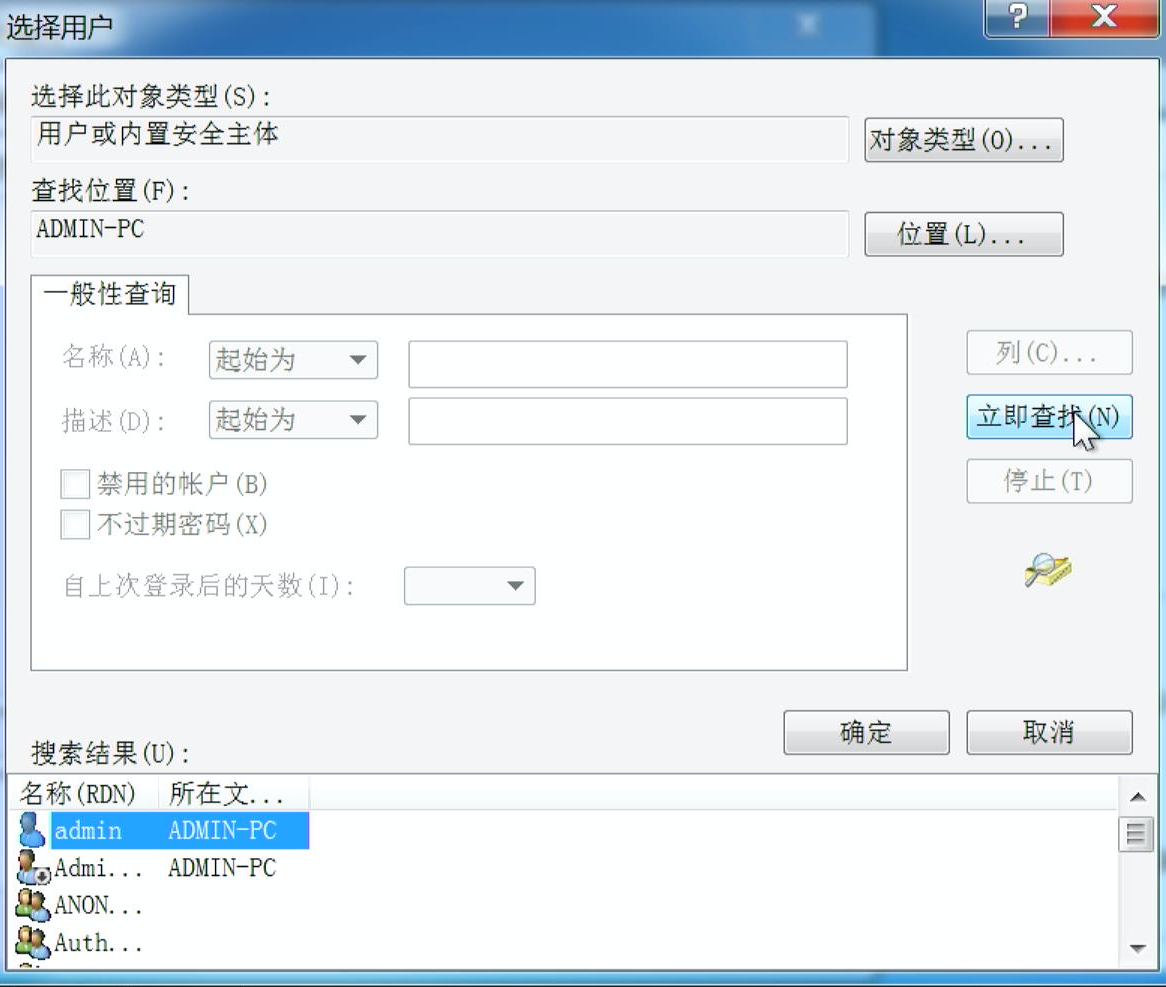 选择用户
选择此对象类型(S):
用户或内置安全主体
对象类型(O)...
查找位置(F):
ADMIN-PC
位置(L)...
一般性查询
名称(A):
起始为
列(C)...
描述(D):
起始为
立即查找(N)
禁用的帐户(B)
停止(T)
不过期密码(X)
自上次登录后的天数(I):
确定
取消
搜索结果(U):
名称(RDN) 所在文...
admin ADMIN-PC
Admi... ADMIN-PC
ANON...
Auth...